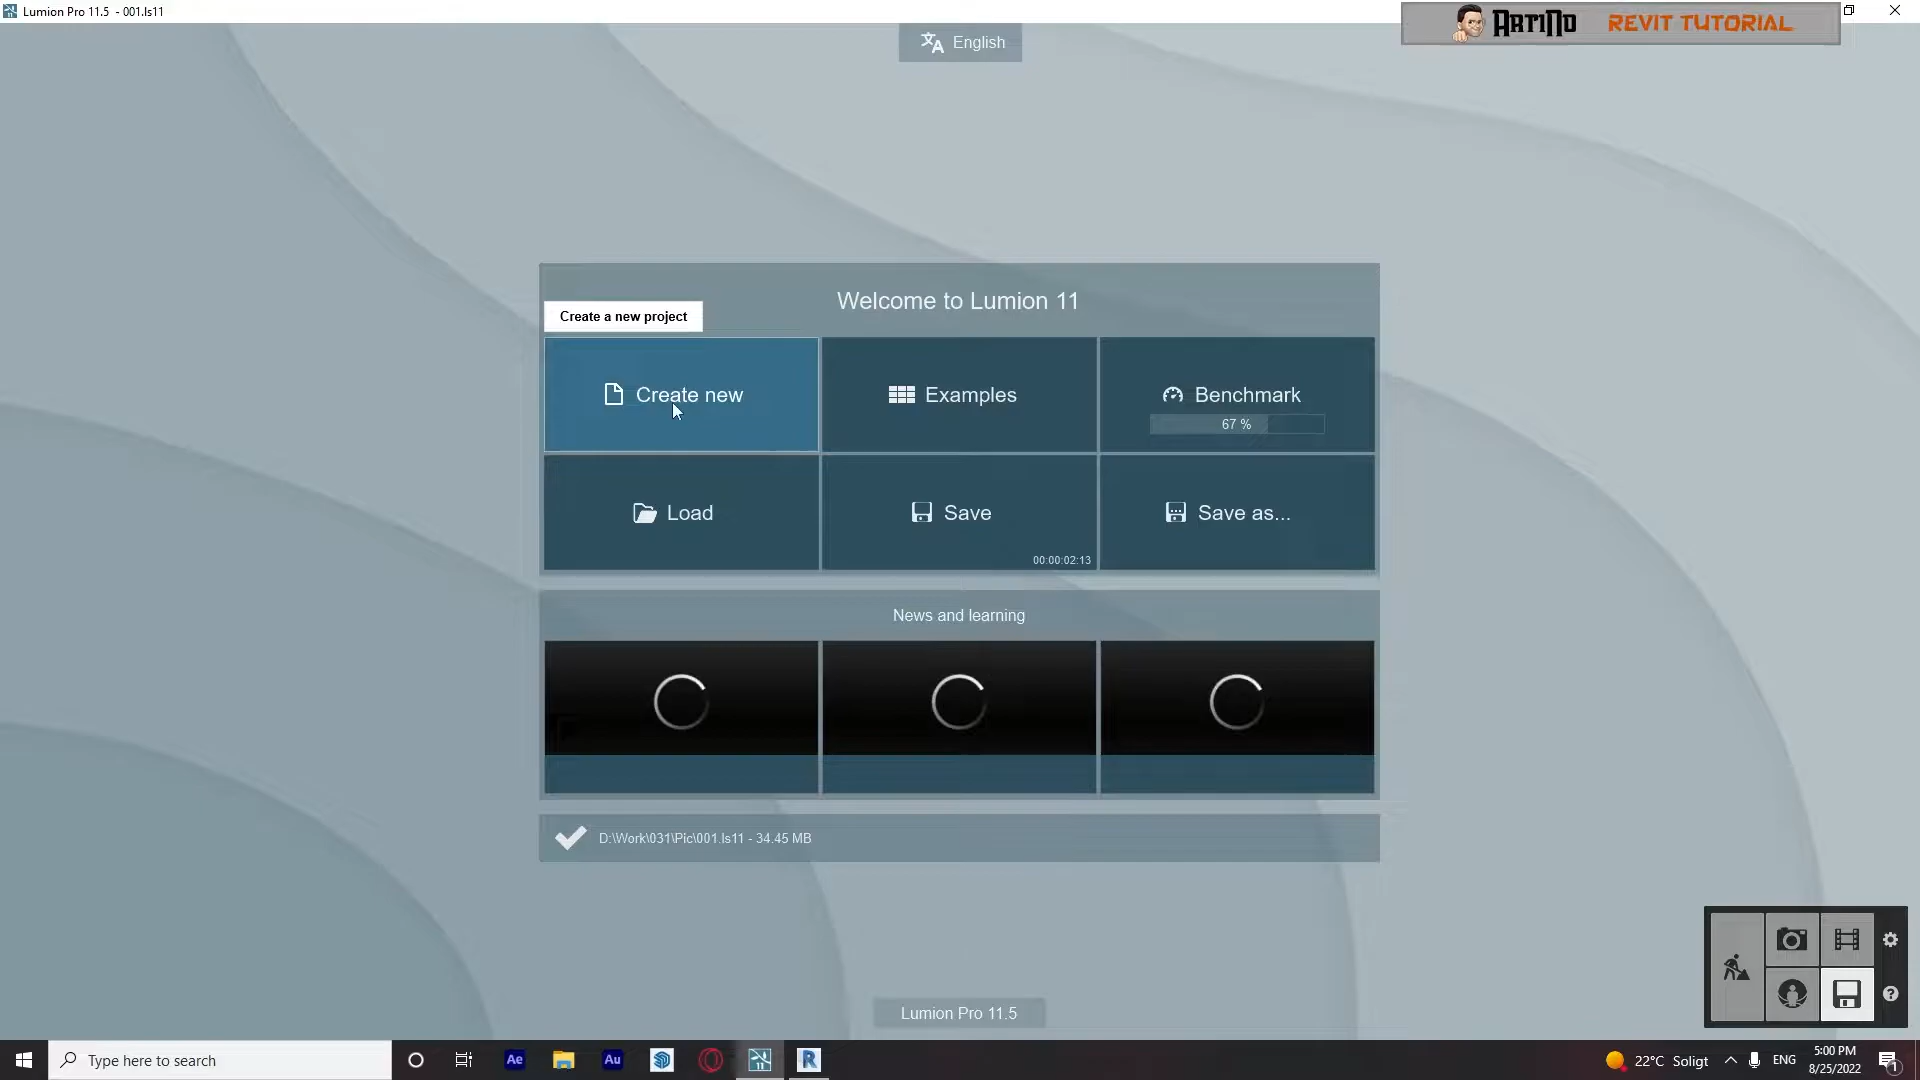 Lumion Pro 11.5 - 001.ls11
ARTINO REVIT TUTORIAL
English
Welcome to Lumion 11
Create a new project
Create new
Examples
Benchmark
67 %
Load
Save
Save as...
00:00:02:13
News and learning
D:\Work\031\Pic\001.ls11 - 34.45 MB
Lumion Pro 11.5
Type here to search
Ae
Au
11
R
22°C Soligt
ENG
5:00 PM
8/25/2022
1